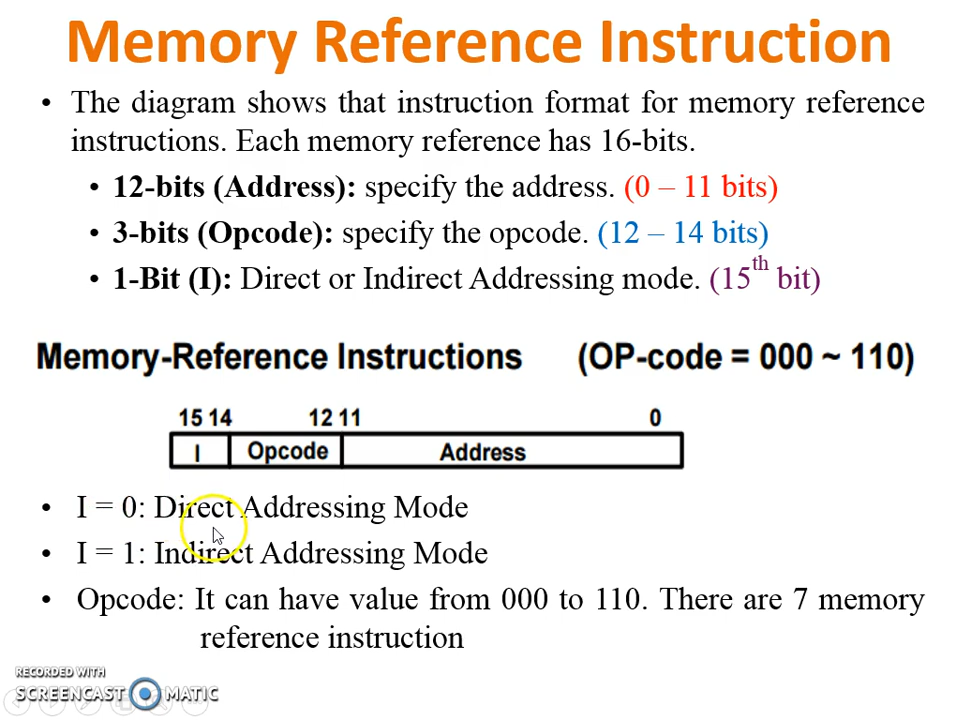 Memory Reference Instruction
• The diagram shows that instruction format for memory reference
instructions. Each memory reference has 16-bits.
• 12-bits (Address): specify the address. (0 – 11 bits)
• 3-bits (Opcode): specify the opcode. (12 – 14 bits)
• 1-Bit (I): Direct or Indirect Addressing mode. (15th bit)
Memory-Reference Instructions (OP-code = 000 ~ 110)
15 14 12 11 0
I Opcode Address
• I = 0: Direct Addressing Mode
• I = 1: Indirect Addressing Mode
• Opcode: It can have value from 000 to 110. There are 7 memory
reference instruction
RECORDED WITH
SCREENCAST MATIC